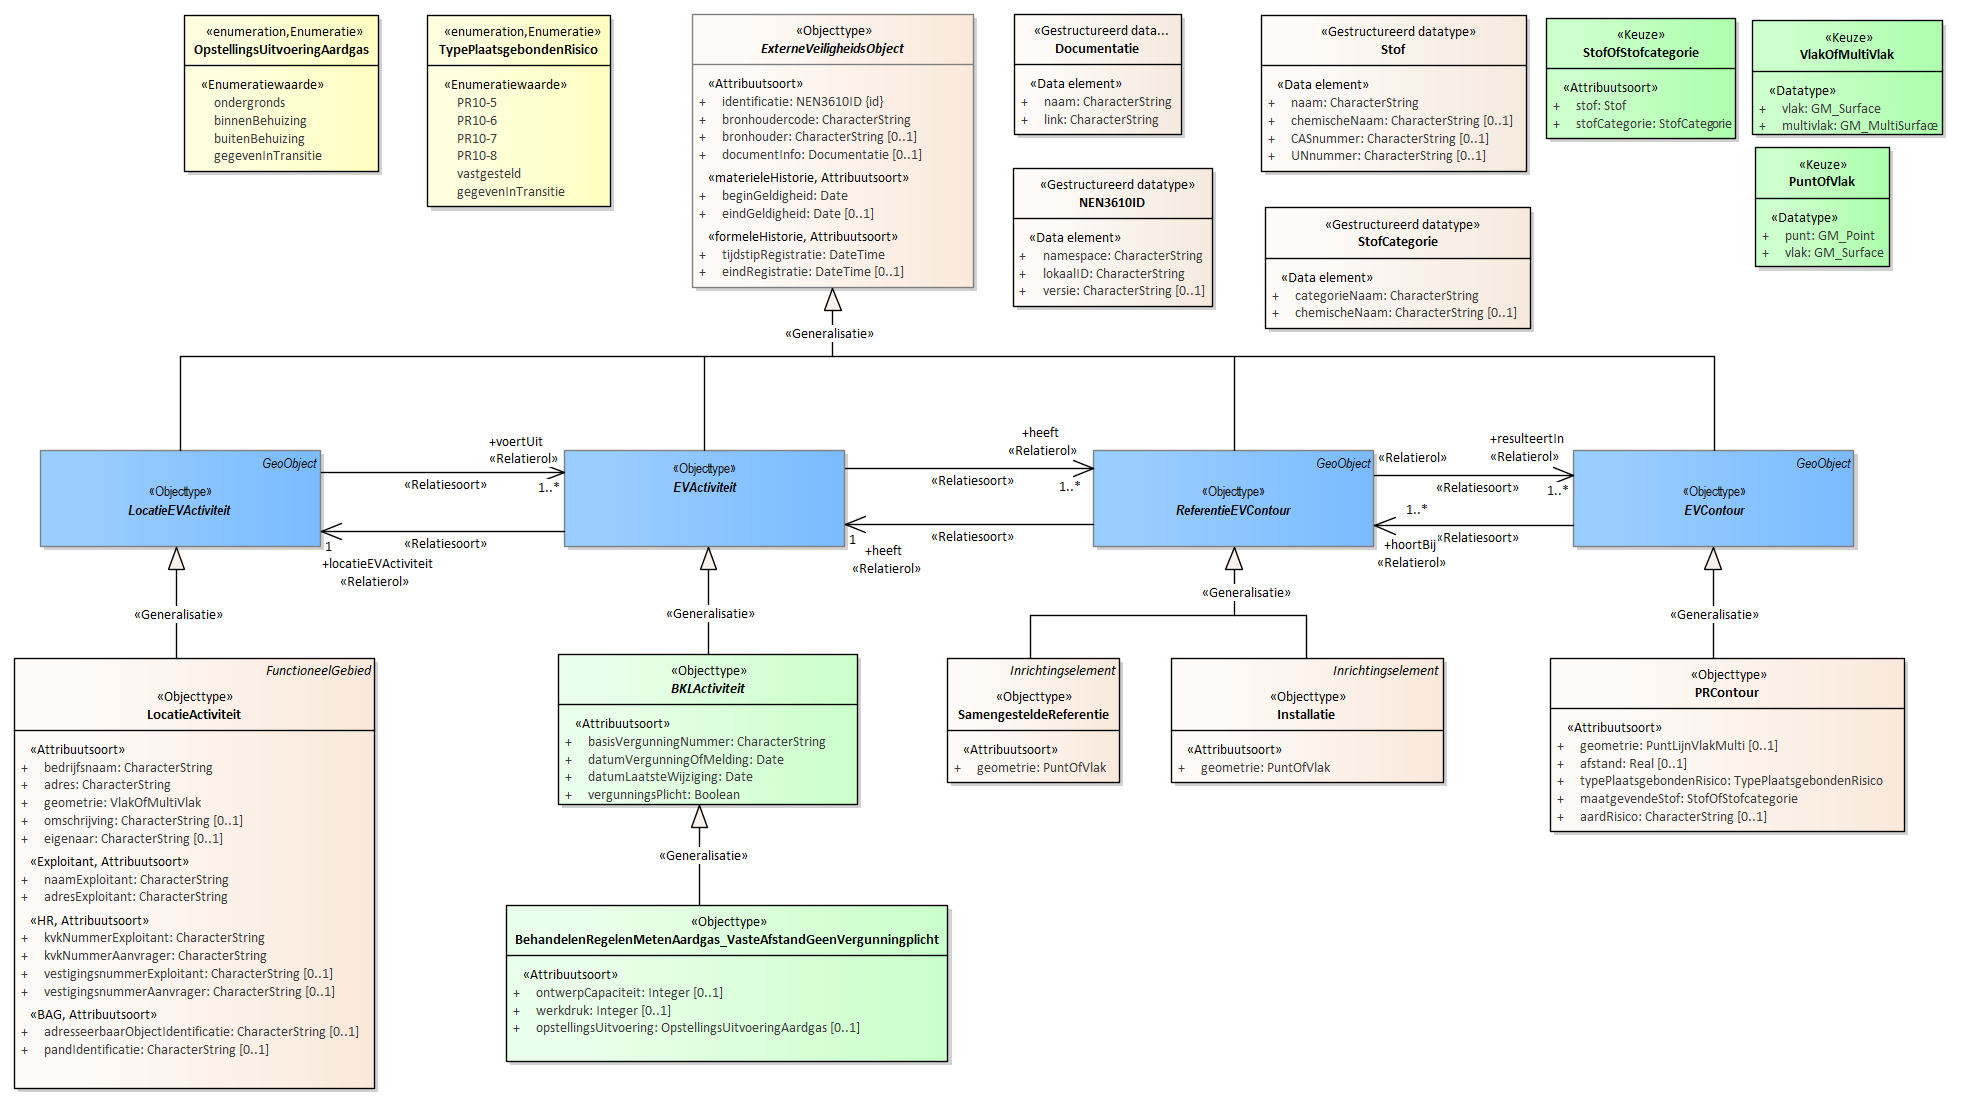 «enumeration,Enumeratie»
OpstellingsUitvoeringAardgas
«Enumeratiewaarde»
ondergronds
binnenBehuizing
buitenBehuizing
gegevenInTransitie
«enumeration,Enumeratie»
TypePlaatsgebondenRisico
«Enumeratiewaarde»
PR10-5
PR10-6
PR10-7
PR10-8
vastgesteld
gegevenInTransitie
«Objecttype»
ExterneVeiligheidsObject
«Attribuutsoort»
+ identificatie: NEN3610ID {id}
+ bronhoudercode: CharacterString
+ bronhouder: CharacterString [0..1]
+ documentInfo: Documentatie [0..1]
«materieleHistorie, Attribuutsoort»
+ beginGeldigheid: Date
+ eindGeldigheid: Date [0..1]
«formeleHistorie, Attribuutsoort»
+ tijdstipRegistratie: DateTime
+ eindRegistratie: DateTime [0..1]
«Gestructureerd data...
Documentatie
«Data element»
+ naam: CharacterString
+ link: CharacterString
«Gestructureerd datatype»
NEN3610ID
«Data element»
+ namespace: CharacterString
+ lokaalID: CharacterString
+ versie: CharacterString [0..1]
«Gestructureerd datatype»
Stof
«Data element»
+ naam: CharacterString
+ chemischeNaam: CharacterString [0..1]
+ CASnummer: CharacterString [0..1]
+ UNnummer: CharacterString [0..1]
«Gestructureerd datatype»
StofCategorie
«Data element»
+ categorieNaam: CharacterString
+ chemischeNaam: CharacterString [0..1]
«Keuze»
StofOfStofcategorie
«Attribuutsoort»
+ stof: Stof
+ stofCategorie: StofCategorie
«Keuze»
VlakOfMultiVlak
«Datatype»
+ vlak: GM_Surface
+ multivlak: GM_MultiSurface
«Keuze»
PuntOfVlak
«Datatype»
+ punt: GM_Point
+ vlak: GM_Surface
«Generalisatie»
GeoObject
«Objecttype»
LocatieEVActiviteit
+voertUit
«Relatierol»
«Relatiesoort»
1..*
«Relatiesoort»
1
+locatieEVActiviteit
«Relatierol»
«Objecttype»
EVActiviteit
+heeft
«Relatierol»
«Relatiesoort»
1..*
«Relatiesoort»
1
+heeft
«Relatierol»
GeoObject
«Objecttype»
ReferentieEVContour
+resulteertIn
«Relatierol»
«Relatierol»
«Relatiesoort»
1..*
1..*
«Relatiesoort»
+hoortBij
«Relatierol»
GeoObject
«Objecttype»
EVContour
«Generalisatie»
«Generalisatie»
«Generalisatie»
«Generalisatie»
FunctioneelGebied
«Objecttype»
LocatieActiviteit
«Attribuutsoort»
+ bedrijfsnaam: CharacterString
+ adres: CharacterString
+ geometrie: VlakOfMultiVlak
+ omschrijving: CharacterString [0..1]
+ eigenaar: CharacterString [0..1]
«Exploitant, Attribuutsoort»
+ naamExploitant: CharacterString
+ adresExploitant: CharacterString
«HR, Attribuutsoort»
+ kvkNummerExploitant: CharacterString
+ kvkNummerAanvrager: CharacterString
+ vestigingsnummerExploitant: CharacterString [0..1]
+ vestigingsnummerAanvrager: CharacterString [0..1]
«BAG, Attribuutsoort»
+ adresseerbaarObjectIdentificatie: CharacterString [0..1]
+ pandIdentificatie: CharacterString [0..1]
«Objecttype»
BKLActiviteit
«Attribuutsoort»
+ basisVergunningNummer: CharacterString
+ datumVergunningOfMelding: Date
+ datumLaatsteWijziging: Date
+ vergunningsPlicht: Boolean
«Generalisatie»
«Objecttype»
BehandelenRegelenMetenAardgas_VasteAfstandGeenVergunningplicht
«Attribuutsoort»
+ ontwerpCapaciteit: Integer [0..1]
+ werkdruk: Integer [0..1]
+ opstellingsUitvoering: OpstellingsUitvoeringAardgas [0..1]
Inrichtingselement
«Objecttype»
SamengesteldeReferentie
«Attribuutsoort»
+ geometrie: PuntOfVlak
Inrichtingselement
«Objecttype»
Installatie
«Attribuutsoort»
+ geometrie: PuntOfVlak
«Objecttype»
PRContour
«Attribuutsoort»
+ geometrie: PuntLijnVlakMulti [0..1]
+ afstand: Real [0..1]
+ typePlaatsgebondenRisico: TypePlaatsgebondenRisico
+ maatgevendeStof: StofOfStofcategorie
+ aardRisico: CharacterString [0..1]